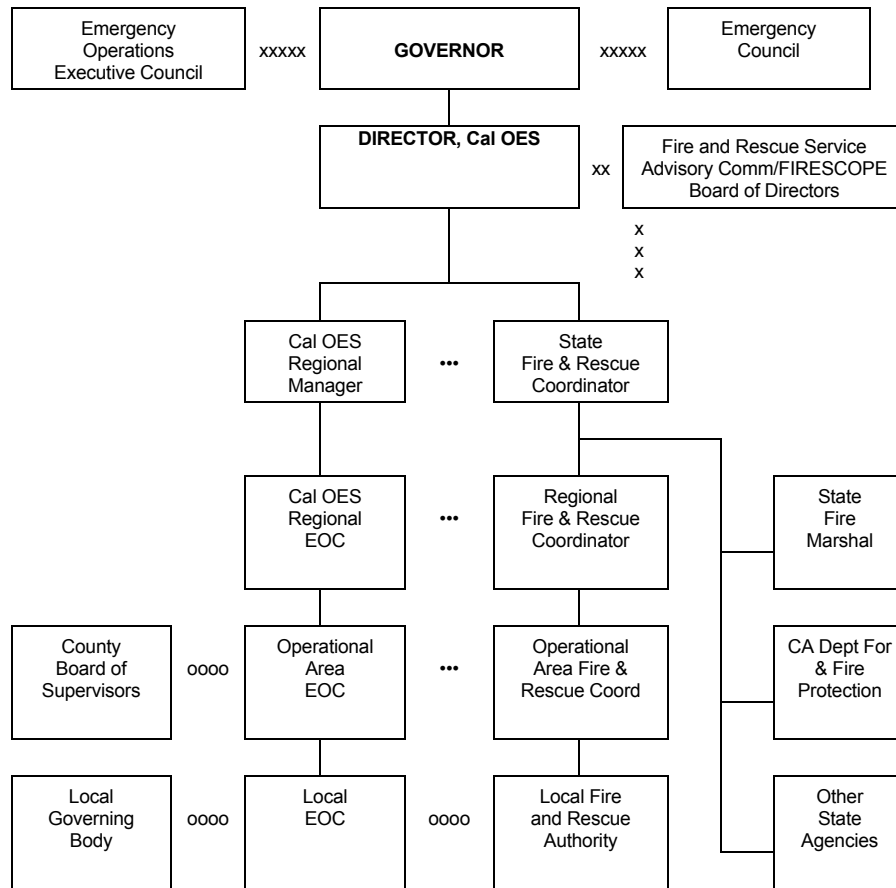 Emergency
Operations
Executive Council
xxxxx
GOVERNOR
xxxxx
Emergency
Council
DIRECTOR, Cal OES
xx
Fire and Rescue Service
Advisory Comm/FIRESCOPE
Board of Directors
x
x
x
Cal OES
Regional
Manager
•••
State
Fire & Rescue
Coordinator
Cal OES
Regional
EOC
•••
Regional
Fire & Rescue
Coordinator
State
Fire
Marshal
County
Board of
Supervisors
oooo
Operational
Area
EOC
•••
Operational
Area Fire &
Rescue Coord
CA Dept For
& Fire
Protection
Local
Governing
Body
oooo
Local
EOC
oooo
Local Fire
and Rescue
Authority
Other
State
Agencies